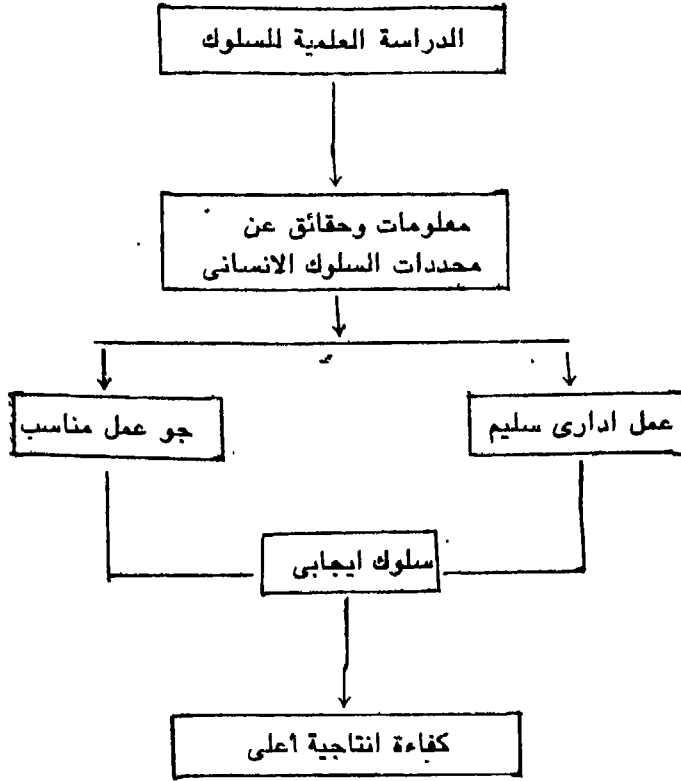 الدراسة العلمية للسلوك
معلومات وحقائق عن
محددات السلوك الانسانى
عمل ادارى سليم
جو عمل مناسب
سلوك ايجابى
كفاءة انتاجية أعلى